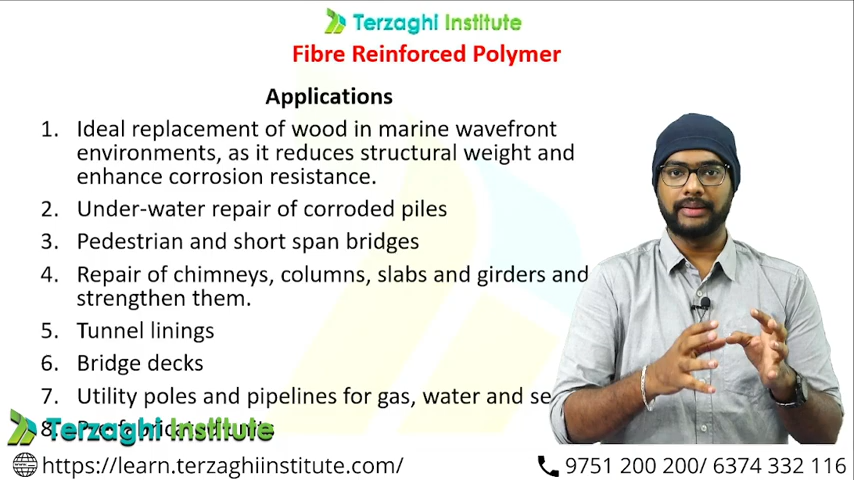 Terzaghi Institute
Fibre Reinforced Polymer
Applications
1. Ideal replacement of wood in marine wavefront
environments, as it reduces structural weight and
enhance corrosion resistance.
2. Under-water repair of corroded piles
3. Pedestrian and short span bridges
4. Repair of chimneys, columns, slabs and girders and
strengthen them.
5. Tunnel linings
6. Bridge decks
7. Utility poles and pipelines for gas, water and
8.
Terzaghi Institute
https://learn.terzaghiinstitute.com/
9751 200 200/ 6374 332 116